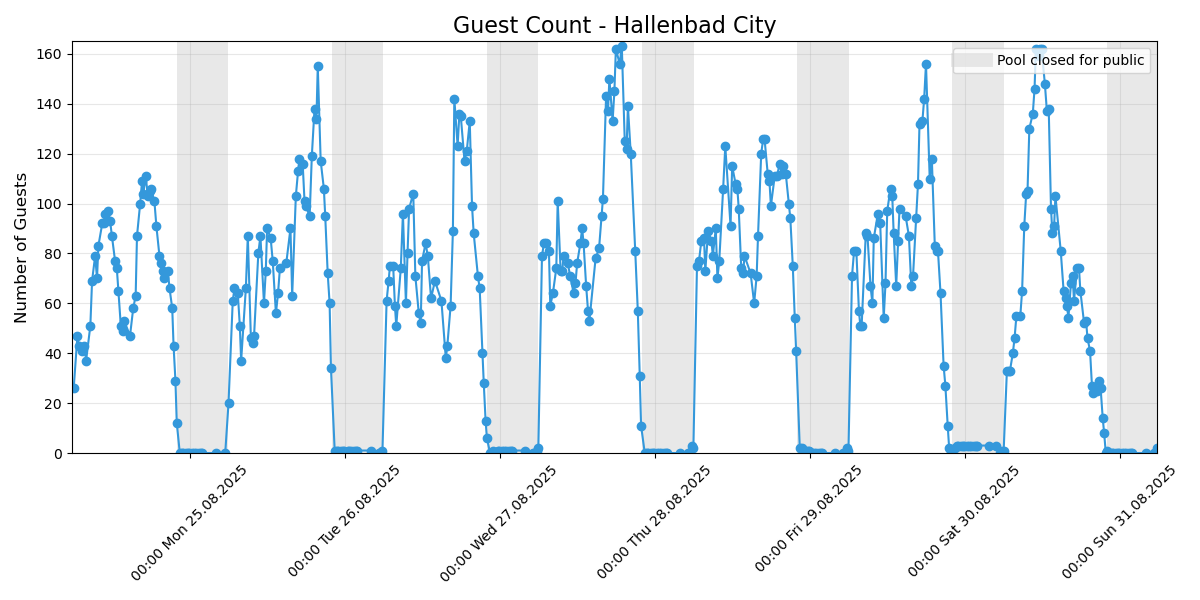 Guest Count - Hallenbad City
Pool closed for public
Number of Guests
160
140
120
100
80
60
40
20
0
00:00 Mon 25.08.2025
00:00 Tue 26.08.2025
00:00 Wed 27.08.2025
00:00 Thu 28.08.2025
00:00 Fri 29.08.2025
00:00 Sat 30.08.2025
00:00 Sun 31.08.2025